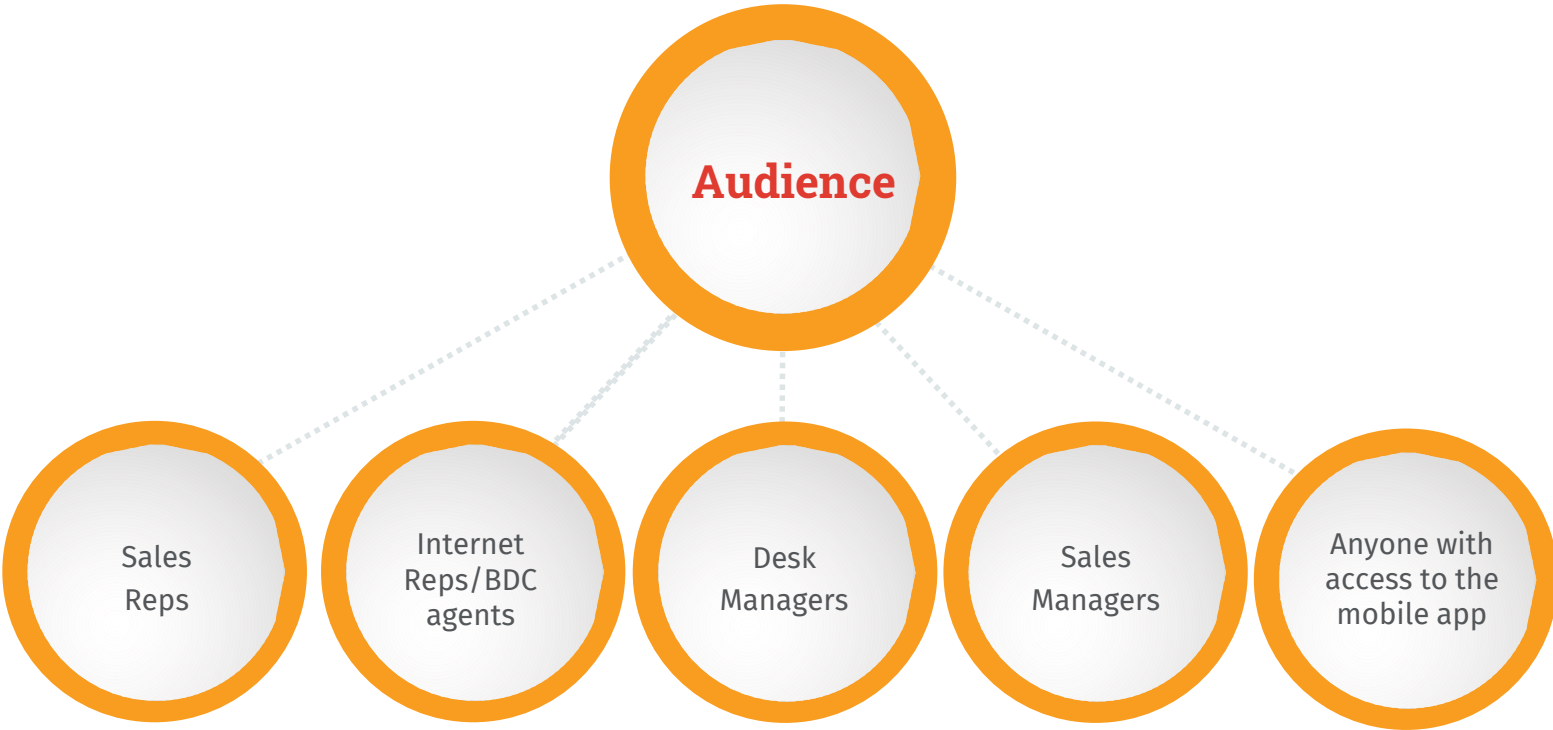 Audience
Sales
Reps
Internet
Reps/BDC
agents
Desk
Managers
Sales
Managers
Anyone with
access to the
mobile app